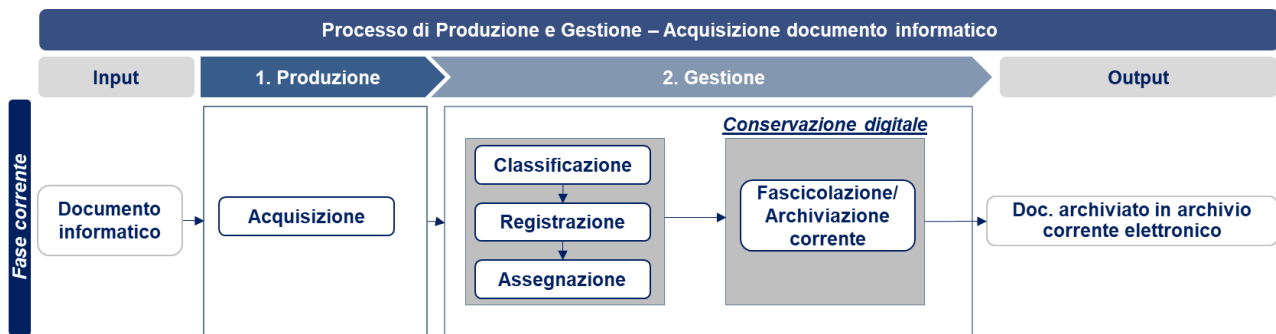 Processo di Produzione e Gestione – Acquisizione documento informatico
Input
1. Produzione
2. Gestione
Output
Fase corrente
Documento
informatico
Acquisizione
Classificazione
Registrazione
Assegnazione
Conservazione digitale
Fascicolazione/
Archiviazione
corrente
Doc. archiviato in archivio
corrente elettronico